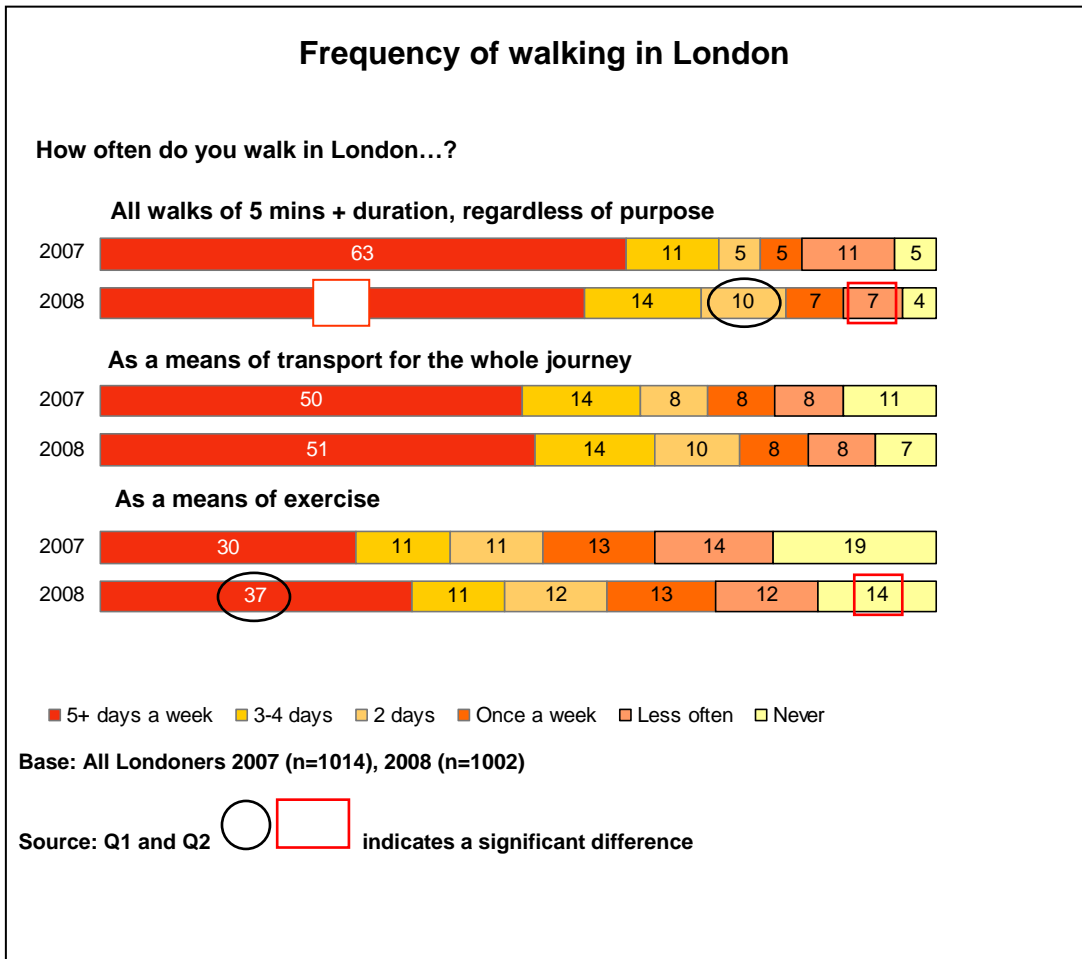 Frequency of walking in London
How often do you walk in London…?
All walks of 5 mins + duration, regardless of purpose
2007 63 11 5 5 11 5
2008 14 10 7 7 4
As a means of transport for the whole journey
2007 50 14 8 8 8 11
2008 51 14 10 8 8 7
As a means of exercise
2007 30 11 11 13 14 19
2008 37 11 12 13 12 14
5+ days a week 3-4 days 2 days Once a week Less often Never
Base: All Londoners 2007 (n=1014), 2008 (n=1002)
Source: Q1 and Q2 indicates a significant difference